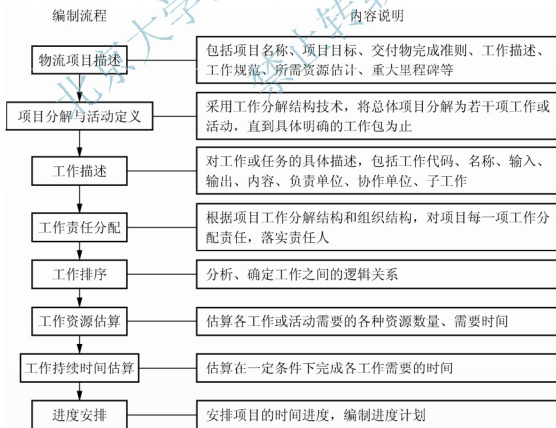 编制流程
内容说明
物流项目描述
包括项目名称、项目目标、交付物完成准则、工作描述、
工作规范、所需资源估计、重大里程碑等
项目分解与活动定义
采用工作分解结构技术，将总体项目分解为若干项工作或
活动，直到具体明确的工作包为止
工作描述
对工作或任务的具体描述，包括工作代码、名称、输入、
输出、内容、负责单位、协作单位、子工作
工作责任分配
根据项目工作分解结构和组织结构，对项目每一项工作分
配责任，落实责任人
工作排序
分析、确定工作之间的逻辑关系
工作资源估算
估算各工作或活动需要的各种资源数量、需要时间
工作持续时间估算
估算在一定条件下完成各工作需要的时间
进度安排
安排项目的时间进度，编制进度计划
北京大学
禁止转